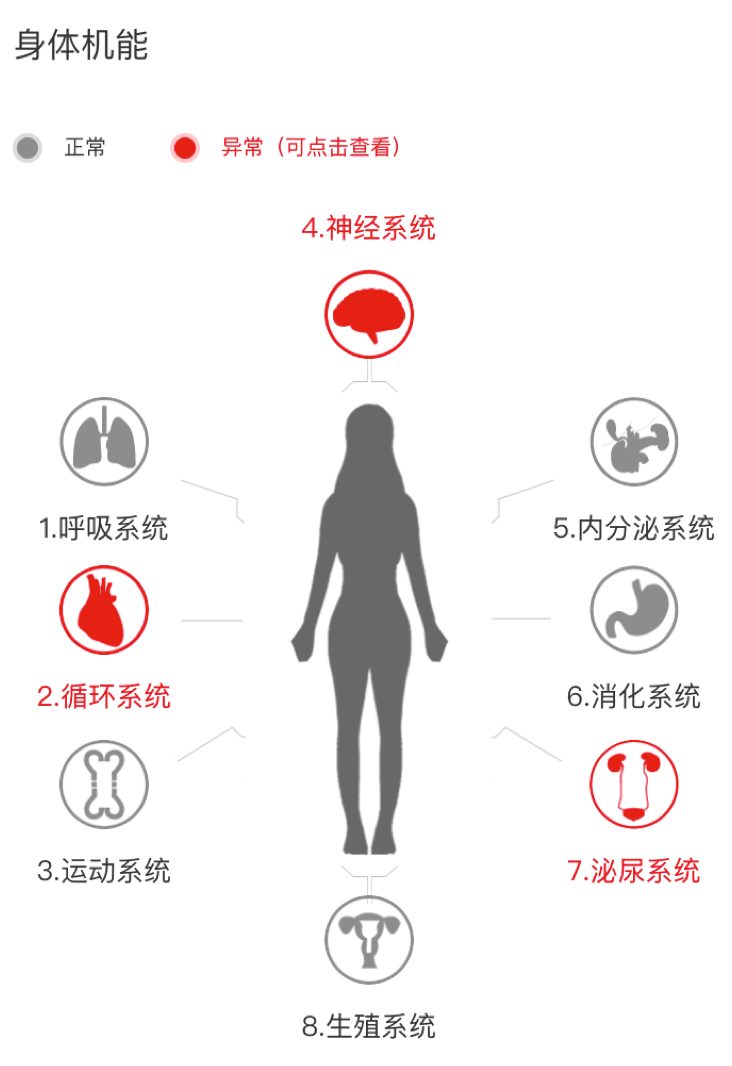 身体机能
正常
异常（可点击查看）
4.神经系统
1.呼吸系统
5.内分泌系统
2.循环系统
6.消化系统
3.运动系统
7.泌尿系统
8.生殖系统